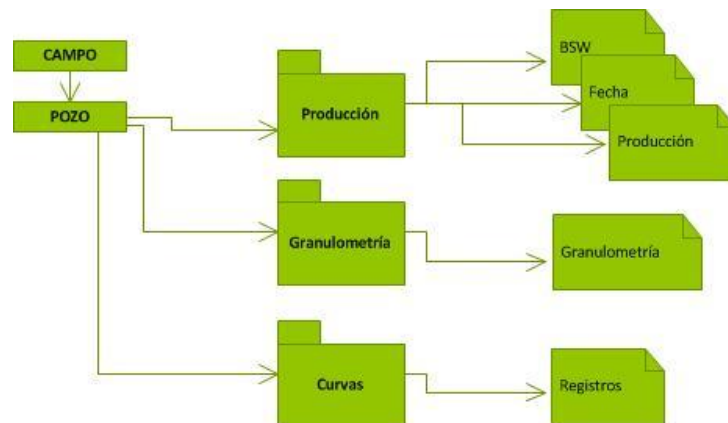 CAMPO
POZO
Producción
BSW
Fecha
Producción
Granulometría
Granulometría
Curvas
Registros